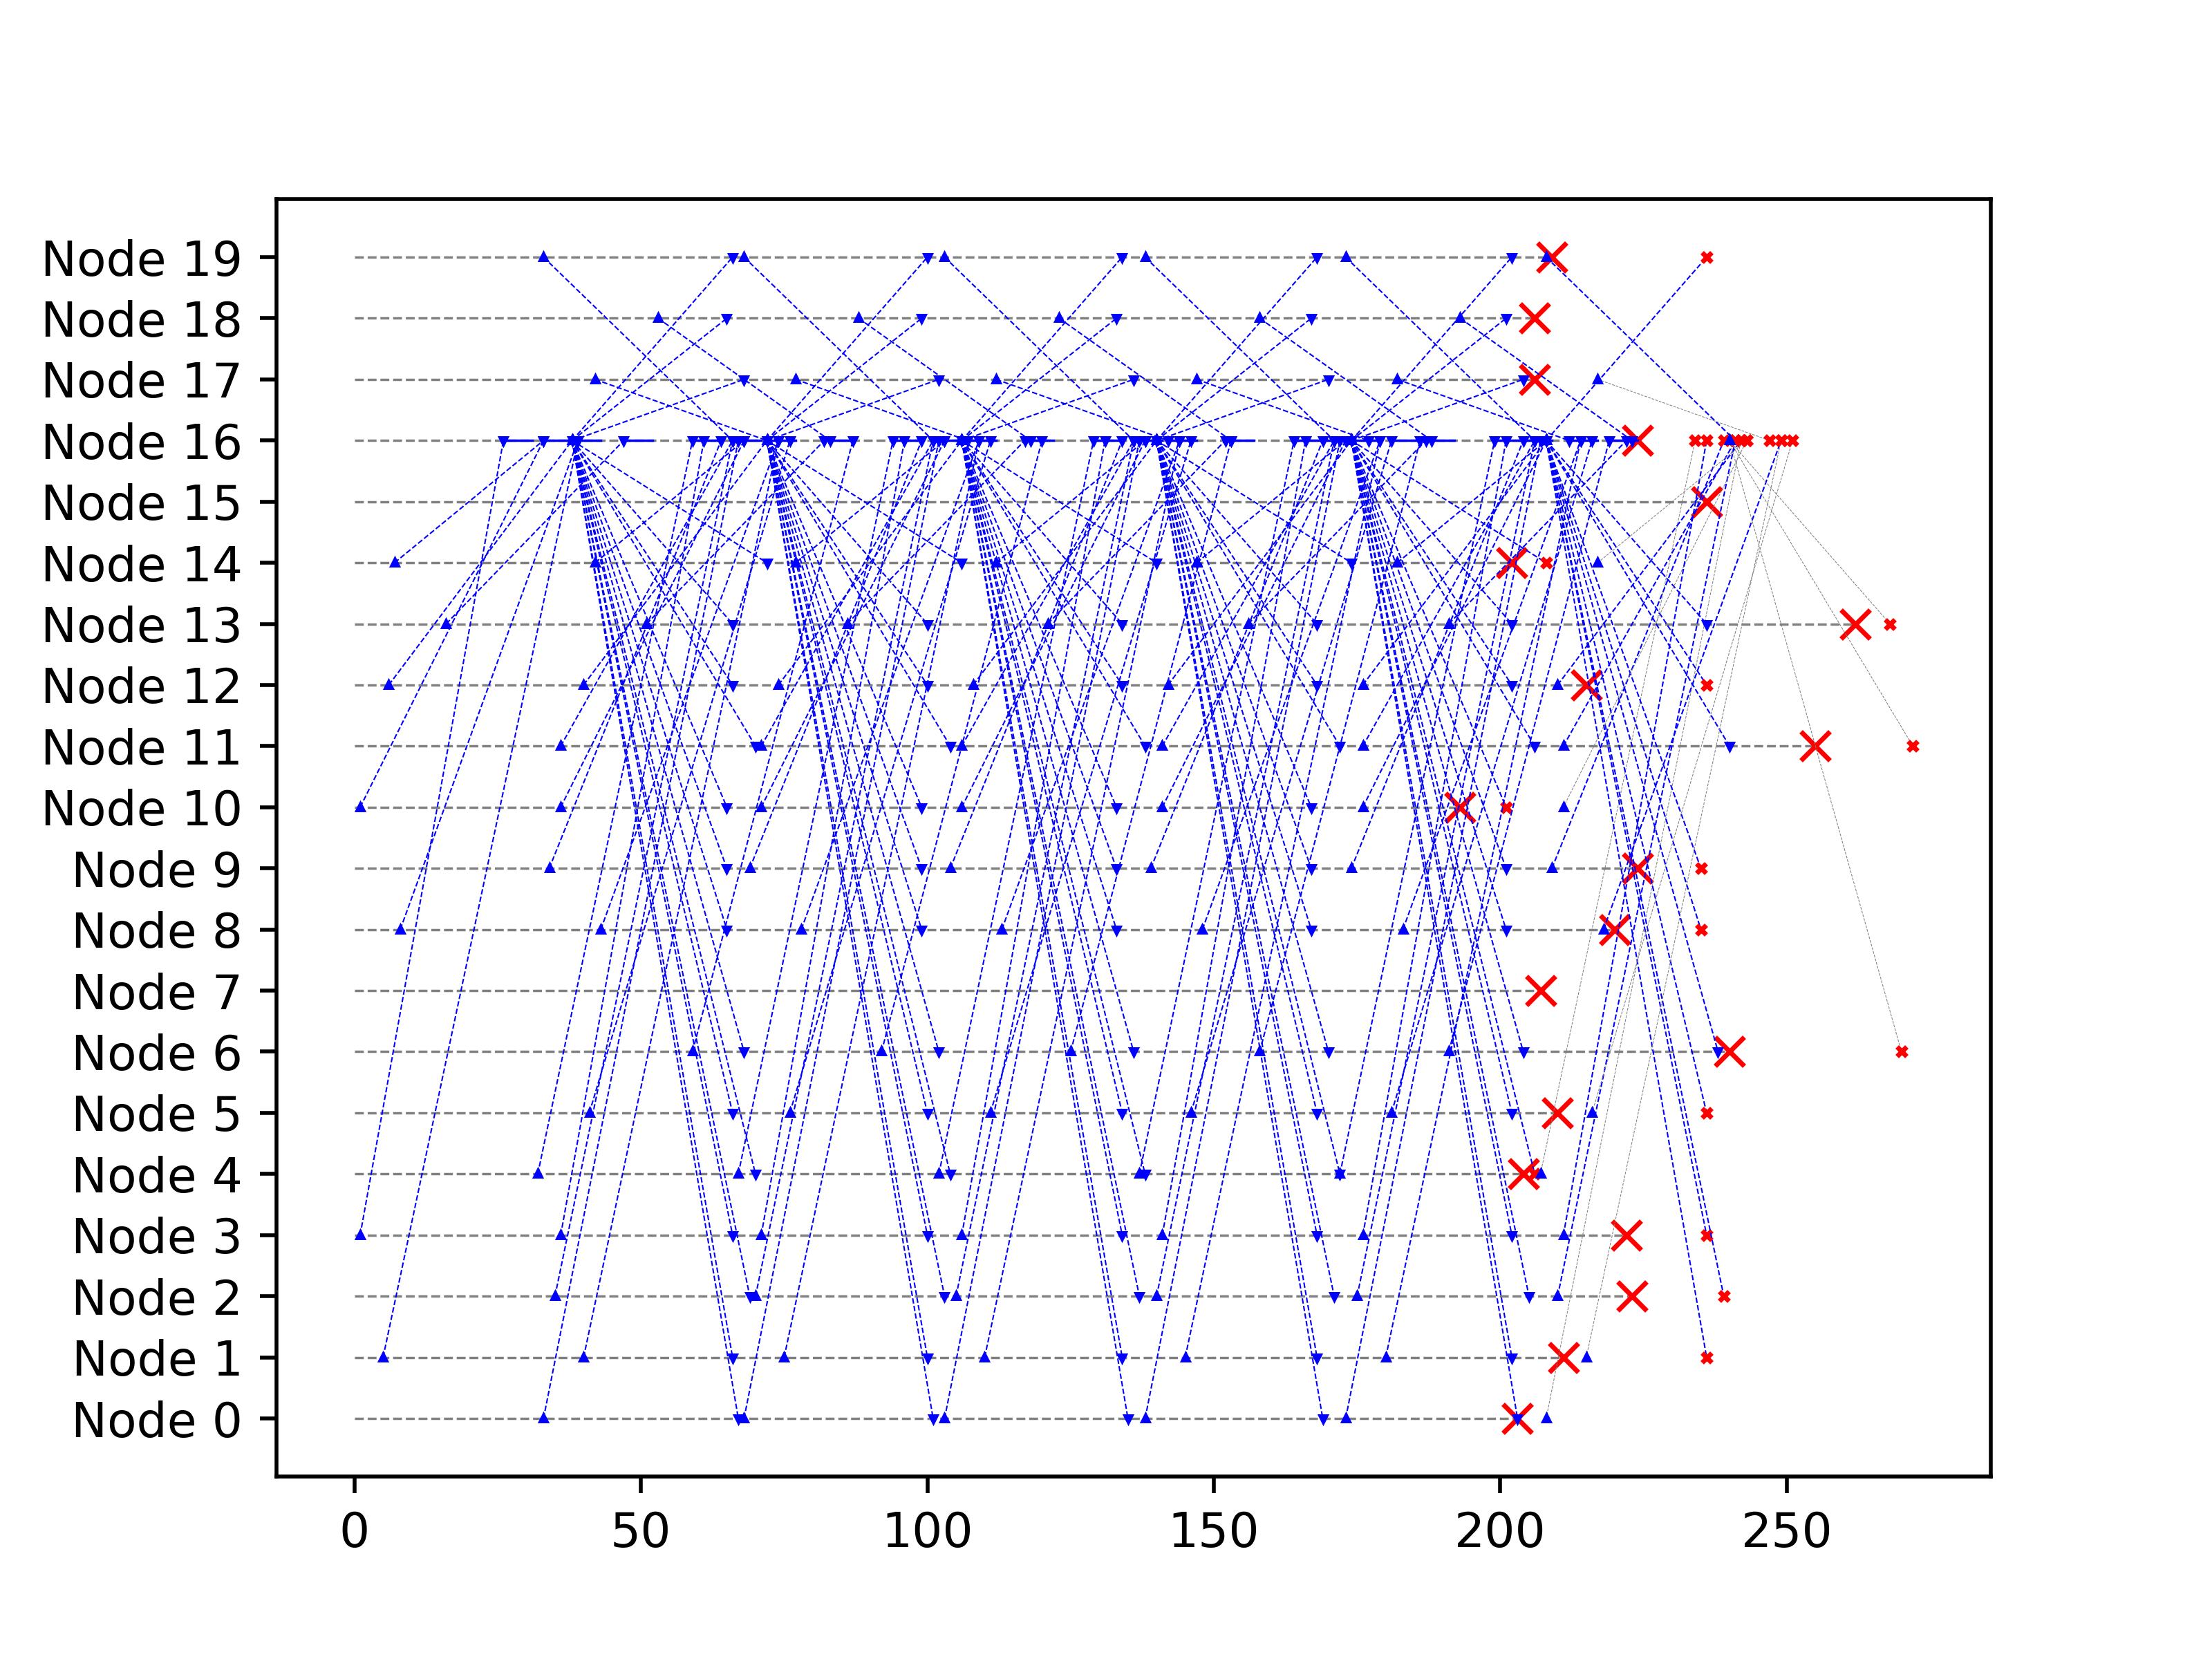 Node 19
Node 18
Node 17
Node 16
Node 15
Node 14
Node 13
Node 12
Node 11
Node 10
Node 9
Node 8
Node 7
Node 6
Node 5
Node 4
Node 3
Node 2
Node 1
Node 0
0 50 100 150 200 250